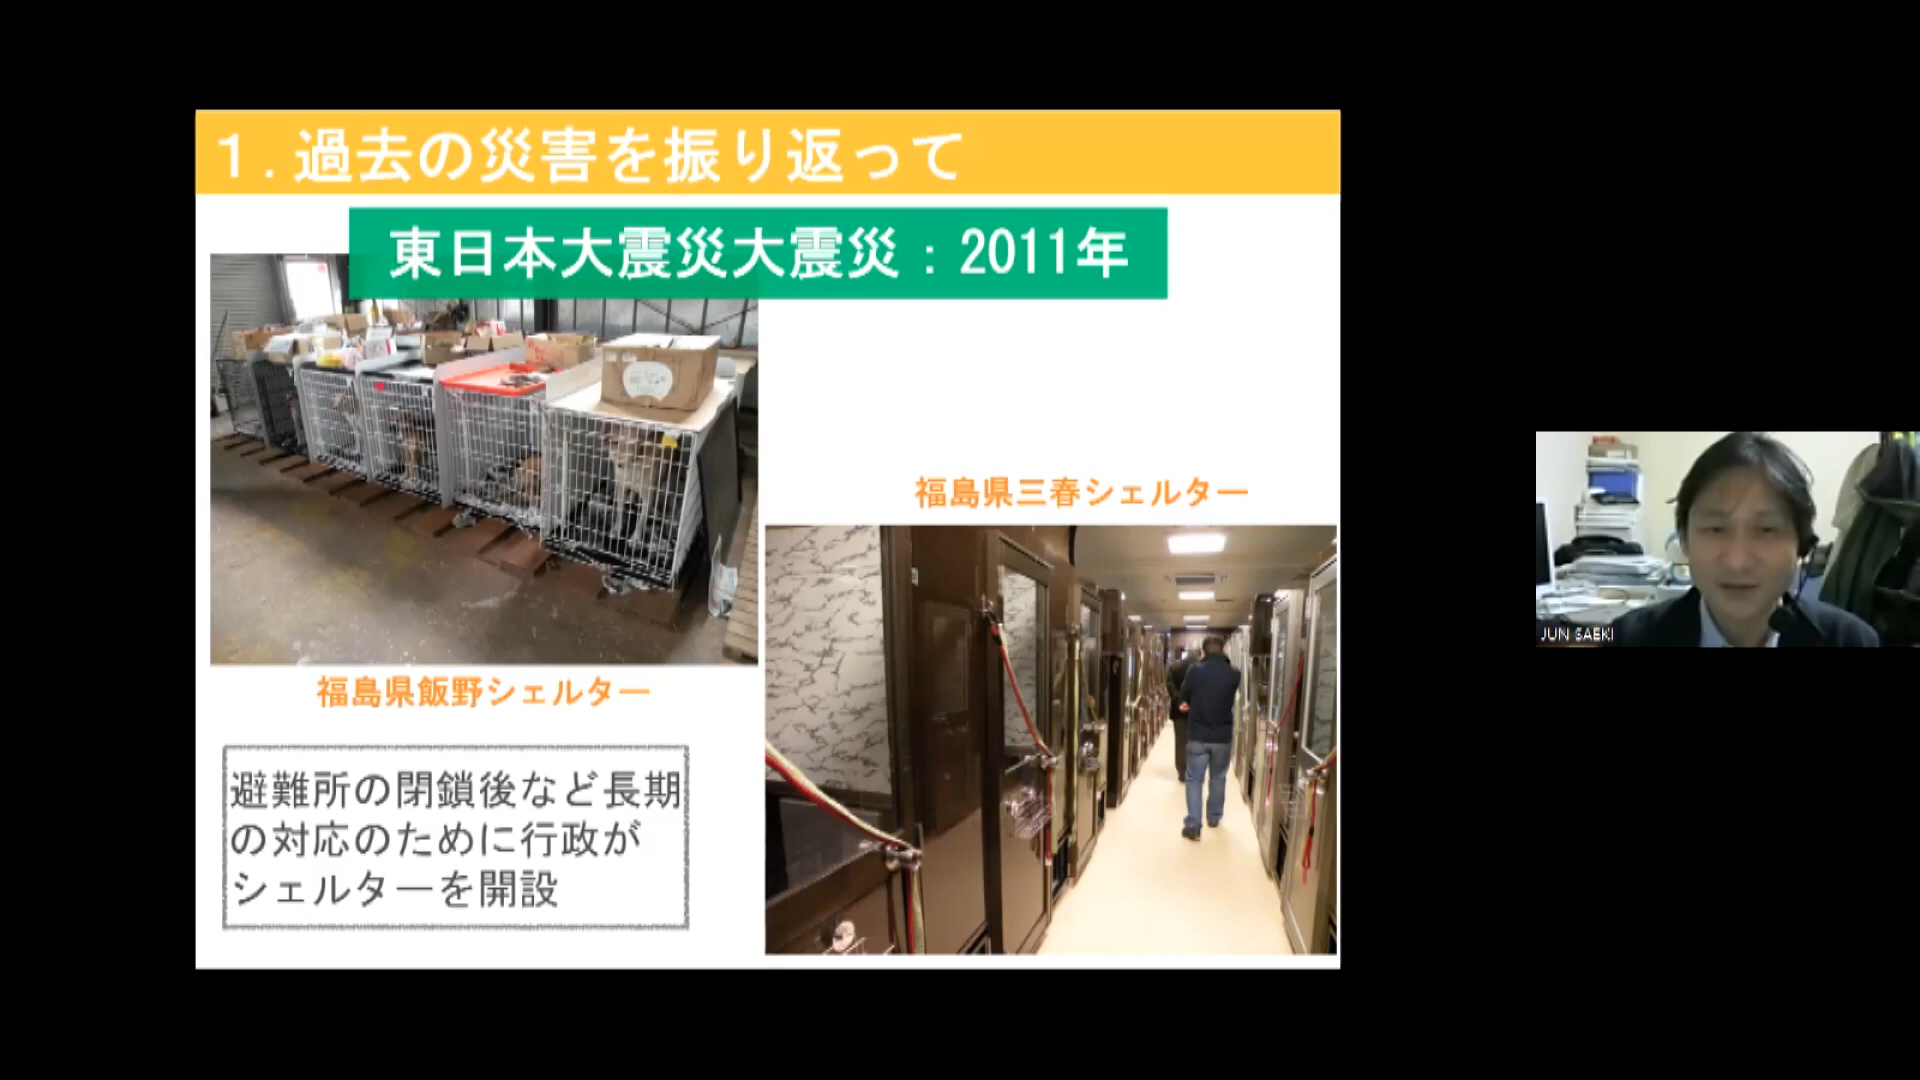 １.過去の災害を振り返って
東日本大震災大震災：2011年
福島県三春シェルター
福島県飯野シェルター
避難所の閉鎖後など長期
の対応のために行政が
シェルターを開設
JUN SAEKI